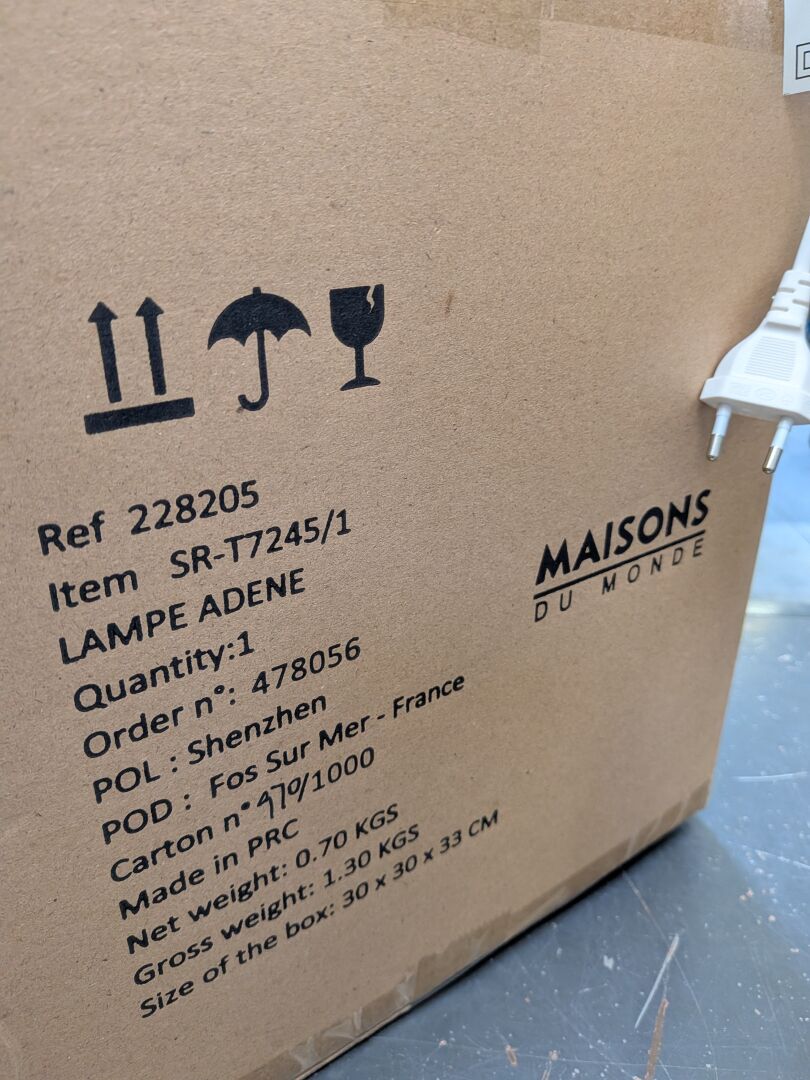 Ref 228205
Item SR-T7245/1
LAMPE ADENE
Quantity:1
Order n°: 478056
POL : Shenzhen
POD : Fos Sur Mer - France
Carton n° 970/1000
Made in PRC
Net weight: 0.70 KGS
Gross weight: 1.30 KGS
Size of the box: 30 x 30 x 33 CM
MAISONS
DU MONDE